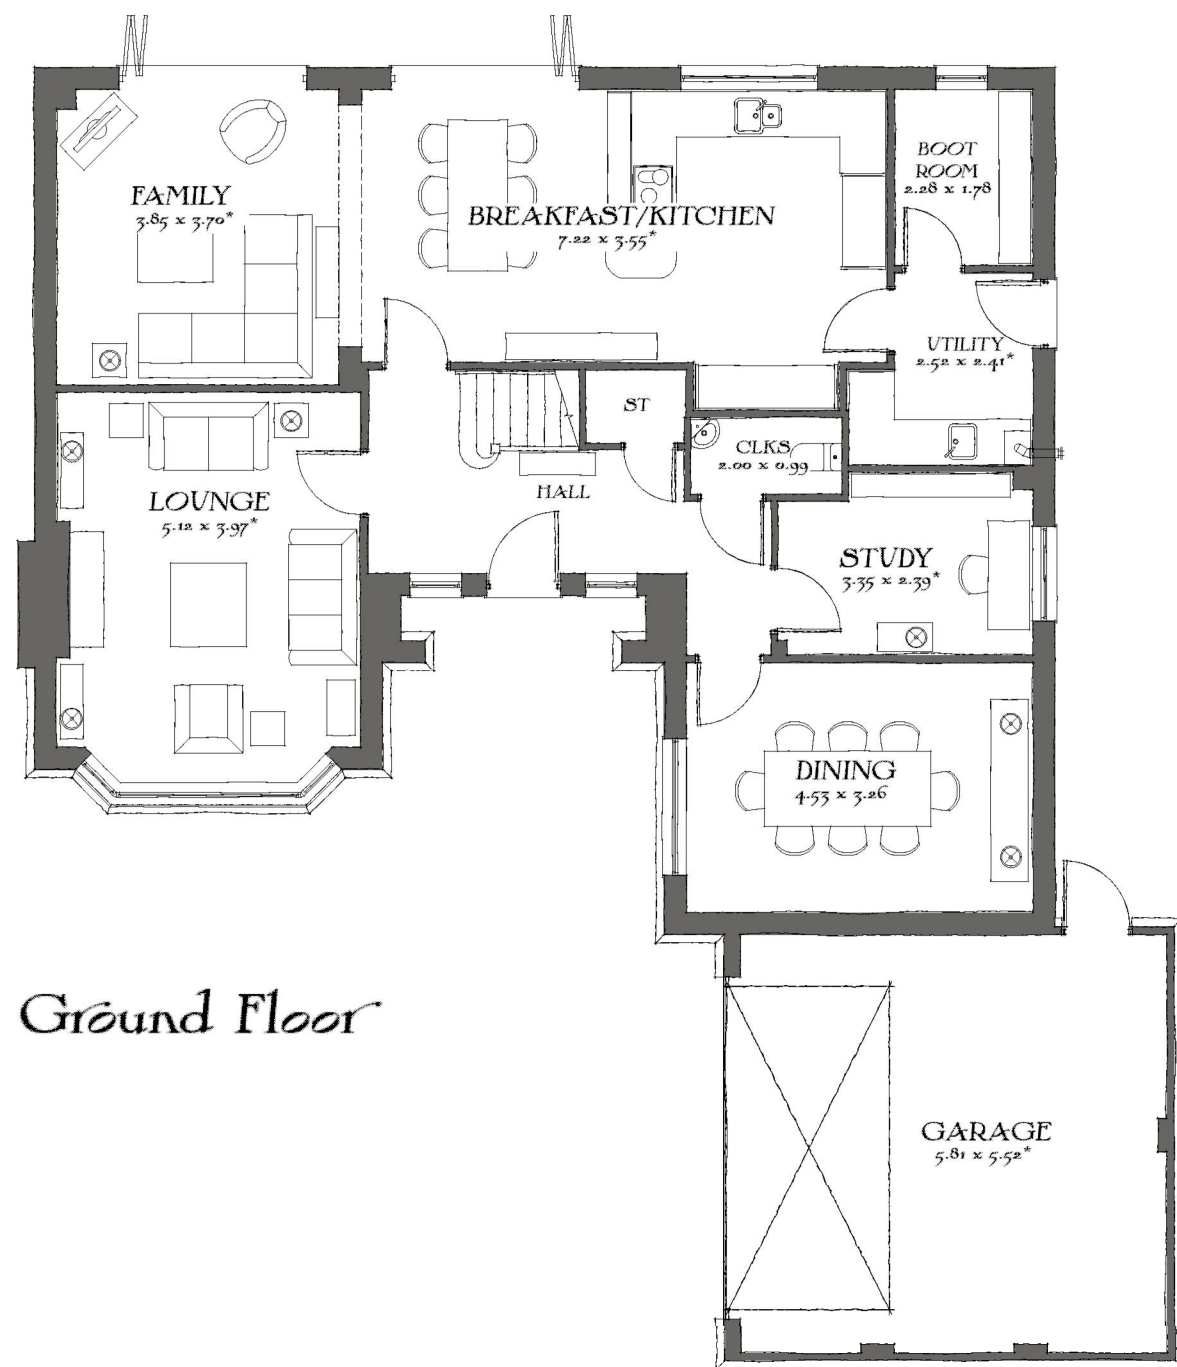 FAMILY
3.85 x 3.70*
BREAKFAST/KITCHEN
7.22 x 3.55*
BOOT
ROOM
2.28 x 1.78
UTILITY
2.52 x 2.41*
ST
CLKS
2.00 x 0.99
HALL
LOUNGE
5.12 x 3.97*
STUDY
3.35 x 2.39*
DINING
4.53 x 3.26
Ground Floor
GARAGE
5.81 x 5.52*